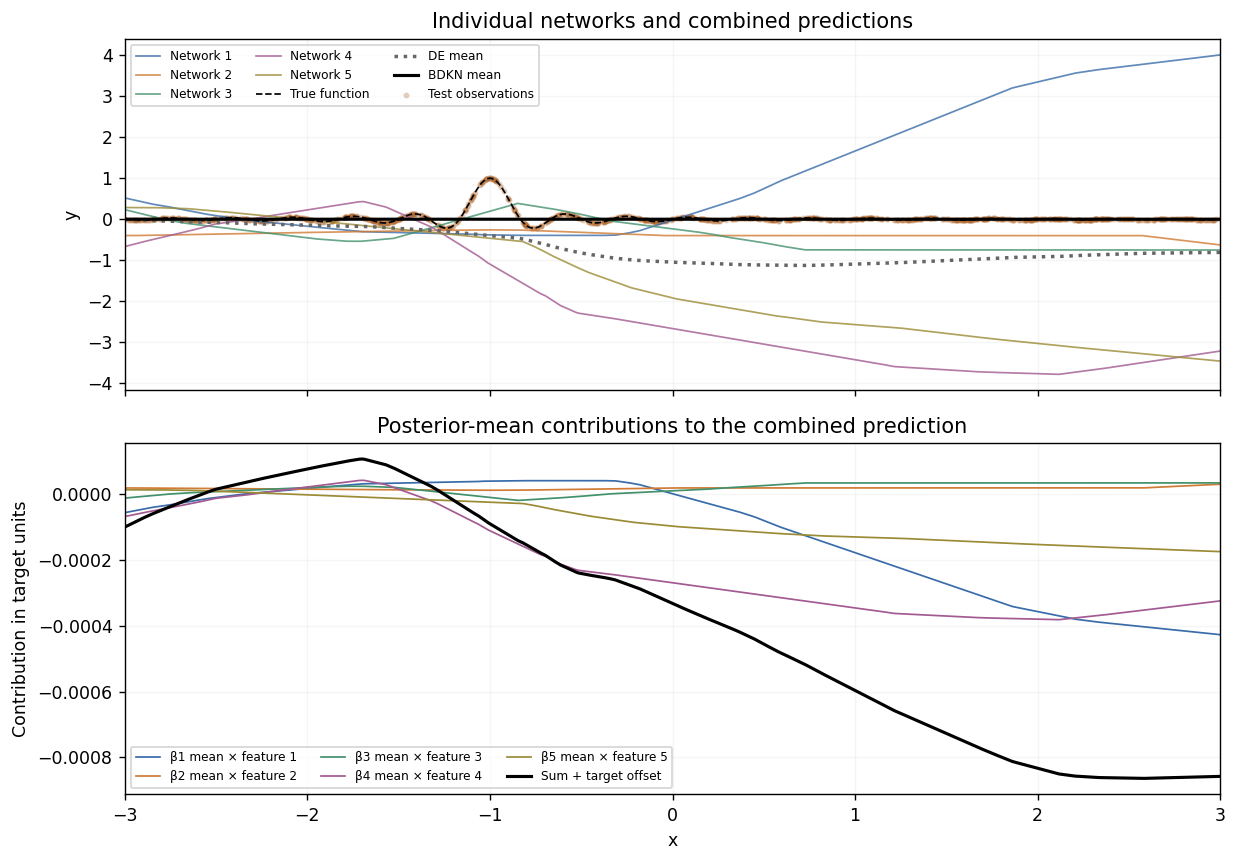 Individual networks and combined predictions
4
3
2
1
0
−1
−2
−3
−4
y
Network 1
Network 2
Network 3
Network 4
Network 5
True function
DE mean
BDKN mean
Test observations
Posterior-mean contributions to the combined prediction
0.0000
−0.0002
−0.0004
−0.0006
−0.0008
Contribution in target units
β1 mean × feature 1
β2 mean × feature 2
β3 mean × feature 3
β4 mean × feature 4
β5 mean × feature 5
Sum + target offset
−3
−2
−1
0
1
2
3
x